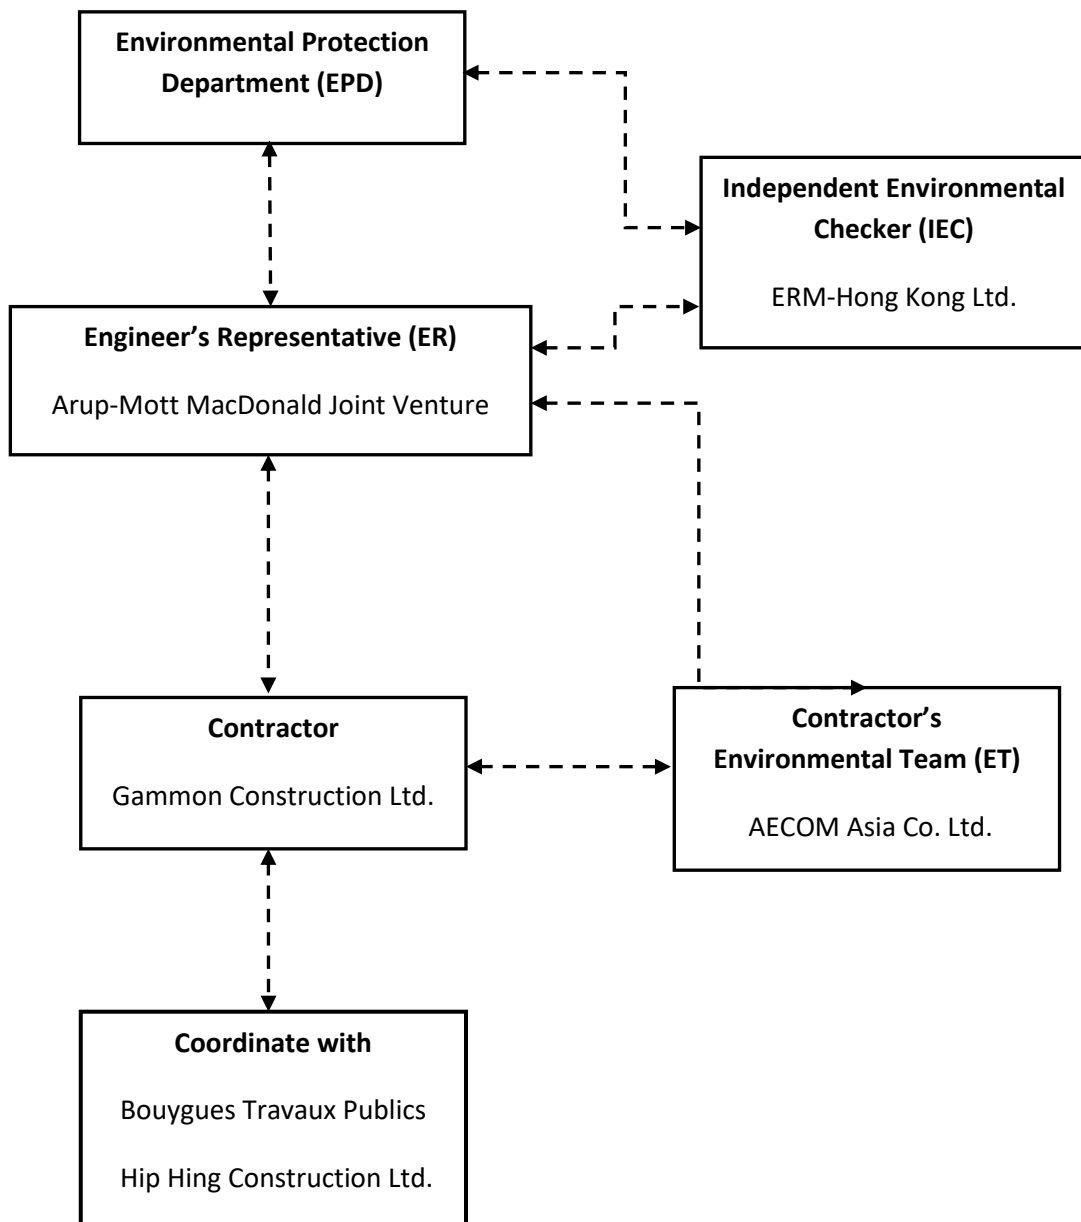 Environmental Protection
Department (EPD)
Independent Environmental
Checker (IEC)
ERM-Hong Kong Ltd.
Engineer’s Representative (ER)
Arup-Mott MacDonald Joint Venture
Contractor
Gammon Construction Ltd.
Contractor’s
Environmental Team (ET)
AECOM Asia Co. Ltd.
Coordinate with
Bouygues Travaux Publics
Hip Hing Construction Ltd.